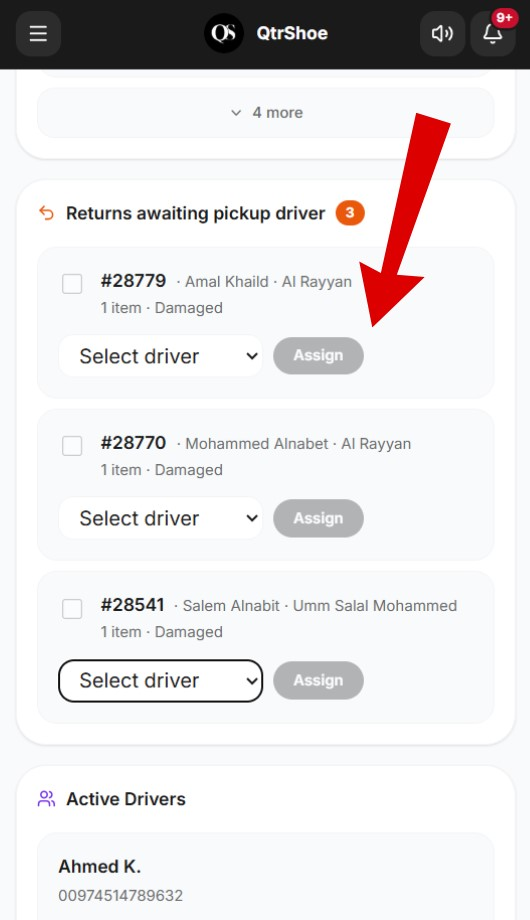 QS QtrShoe 9+
4 more
Returns awaiting pickup driver 3
#28779 · Amal Khaild · Al Rayyan
1 item · Damaged
Select driver Assign
#28770 · Mohammed Alnabet · Al Rayyan
1 item · Damaged
Select driver Assign
#28541 · Salem Alnabit · Umm Salal Mohammed
1 item · Damaged
Select driver Assign
Active Drivers
Ahmed K.
00974514789632